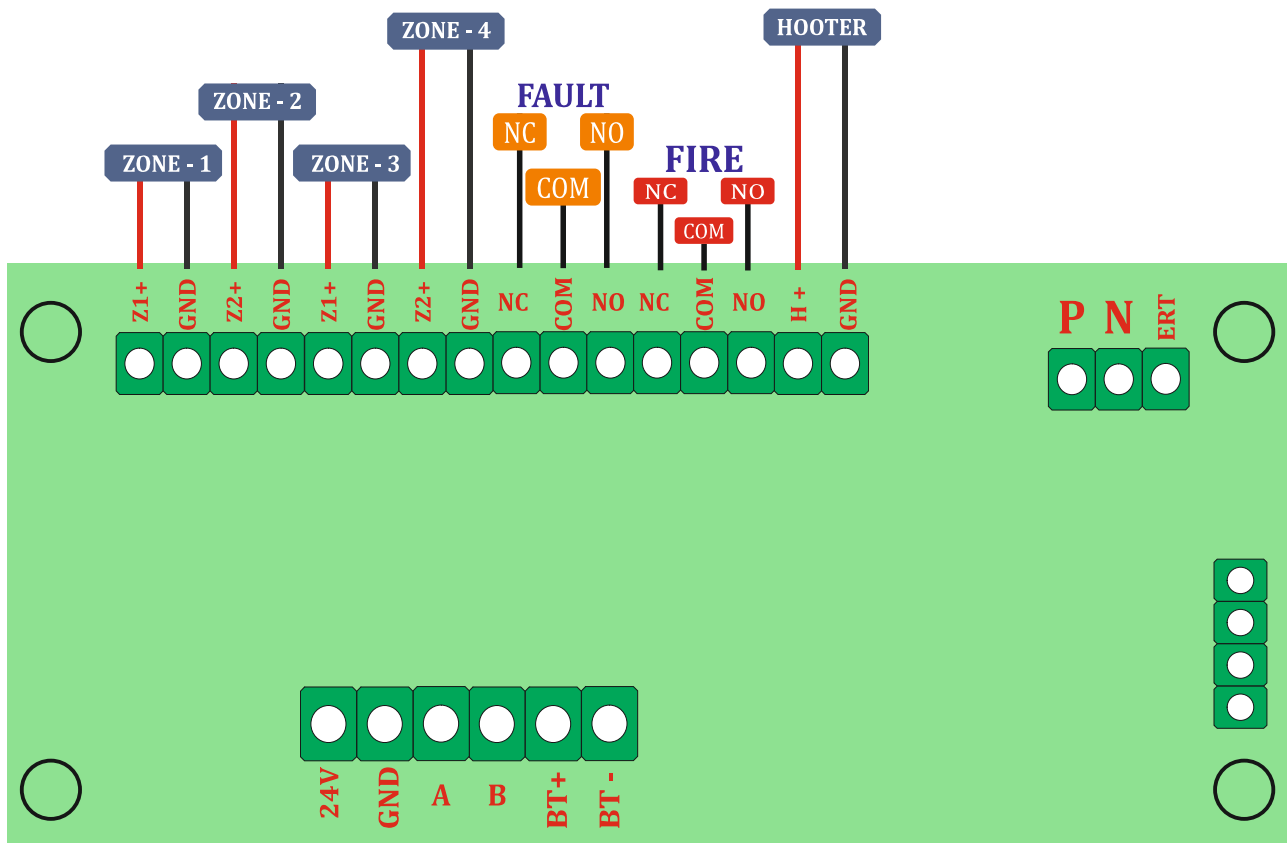 ZONE - 4
HOOTER
ZONE - 2
FAULT
NC
NO
ZONE - 1
ZONE - 3
FIRE
COM
NC
NO
COM
Z1+
GND
Z2+
GND
Z1+
GND
Z2+
GND
NC
COM
NO
NC
COM
NO
H +
GND
P
N
ERT
24V
GND
A
B
BT+
BT -